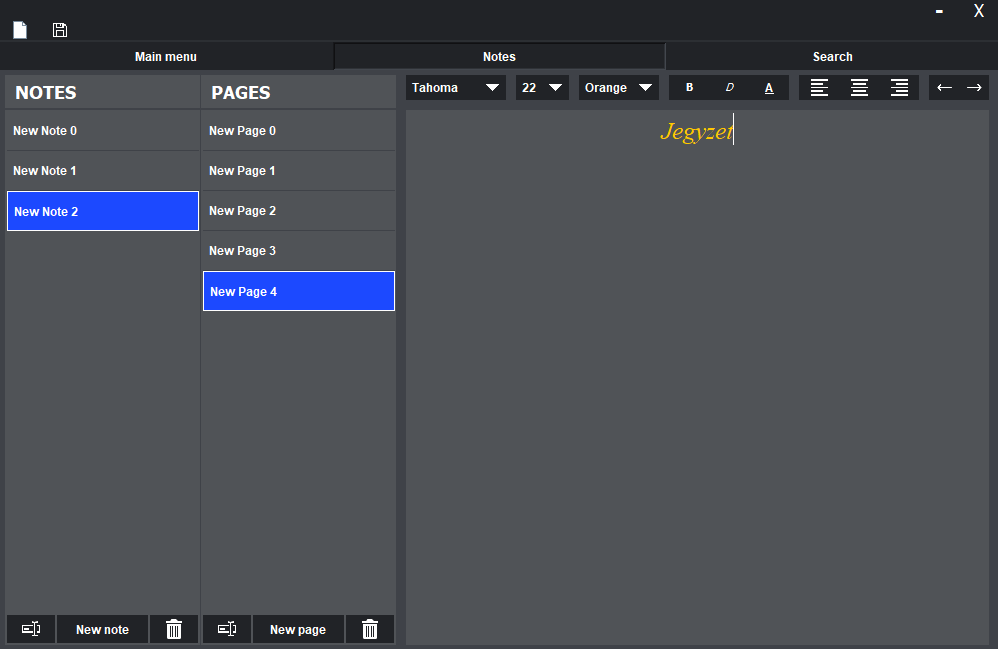 - X
Main menu Notes Search
NOTES PAGES Tahoma 22 Orange B D A
Jegyzet
New Note 0 New Page 0
New Note 1 New Page 1
New Note 2 New Page 2
New Page 3
New Page 4
New note New page